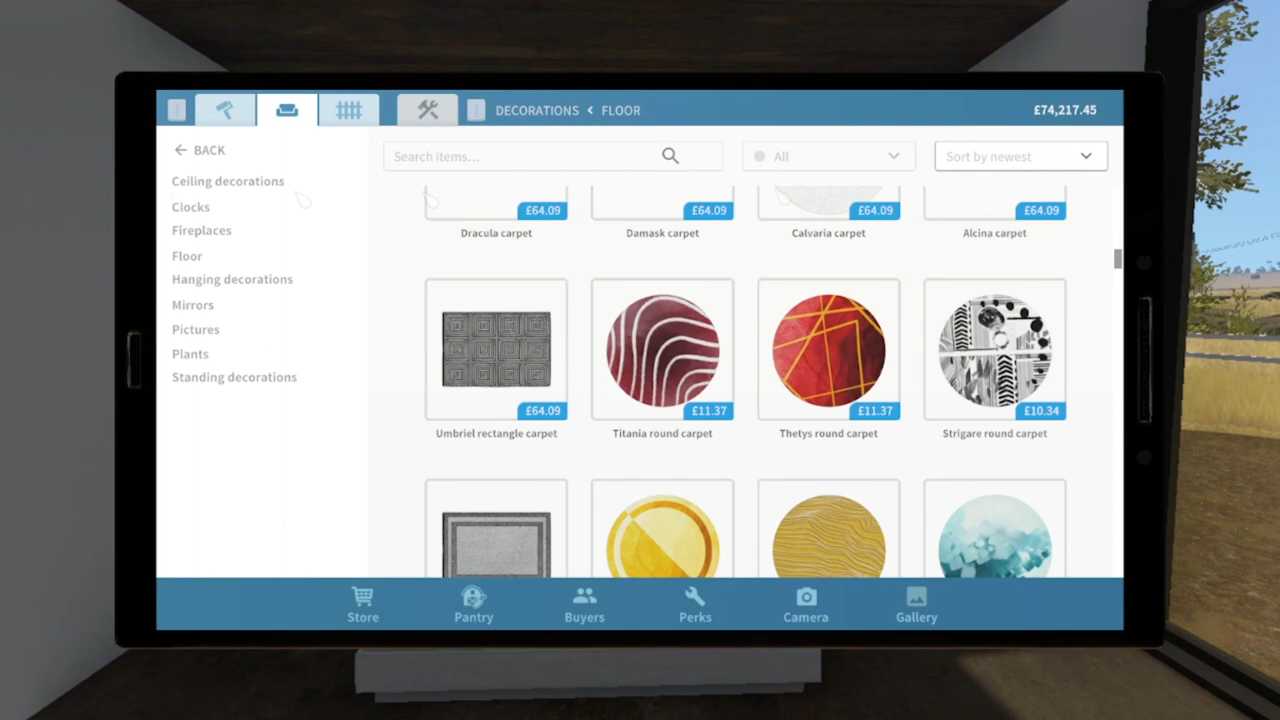 DECORATIONS < FLOOR
£74,217.45
BACK
Search items...
All
Sort by newest
Ceiling decorations
Clocks
Fireplaces
Floor
Hanging decorations
Mirrors
Pictures
Plants
Standing decorations
£64.09
£64.09
£64.09
£64.09
Dracula carpet
Damask carpet
Calvaria carpet
Alcina carpet
£64.09
£11.37
£11.37
£10.34
Umbriel rectangle carpet
Titania round carpet
Thetys round carpet
Strigare round carpet
Store
Pantry
Buyers
Perks
Camera
Gallery